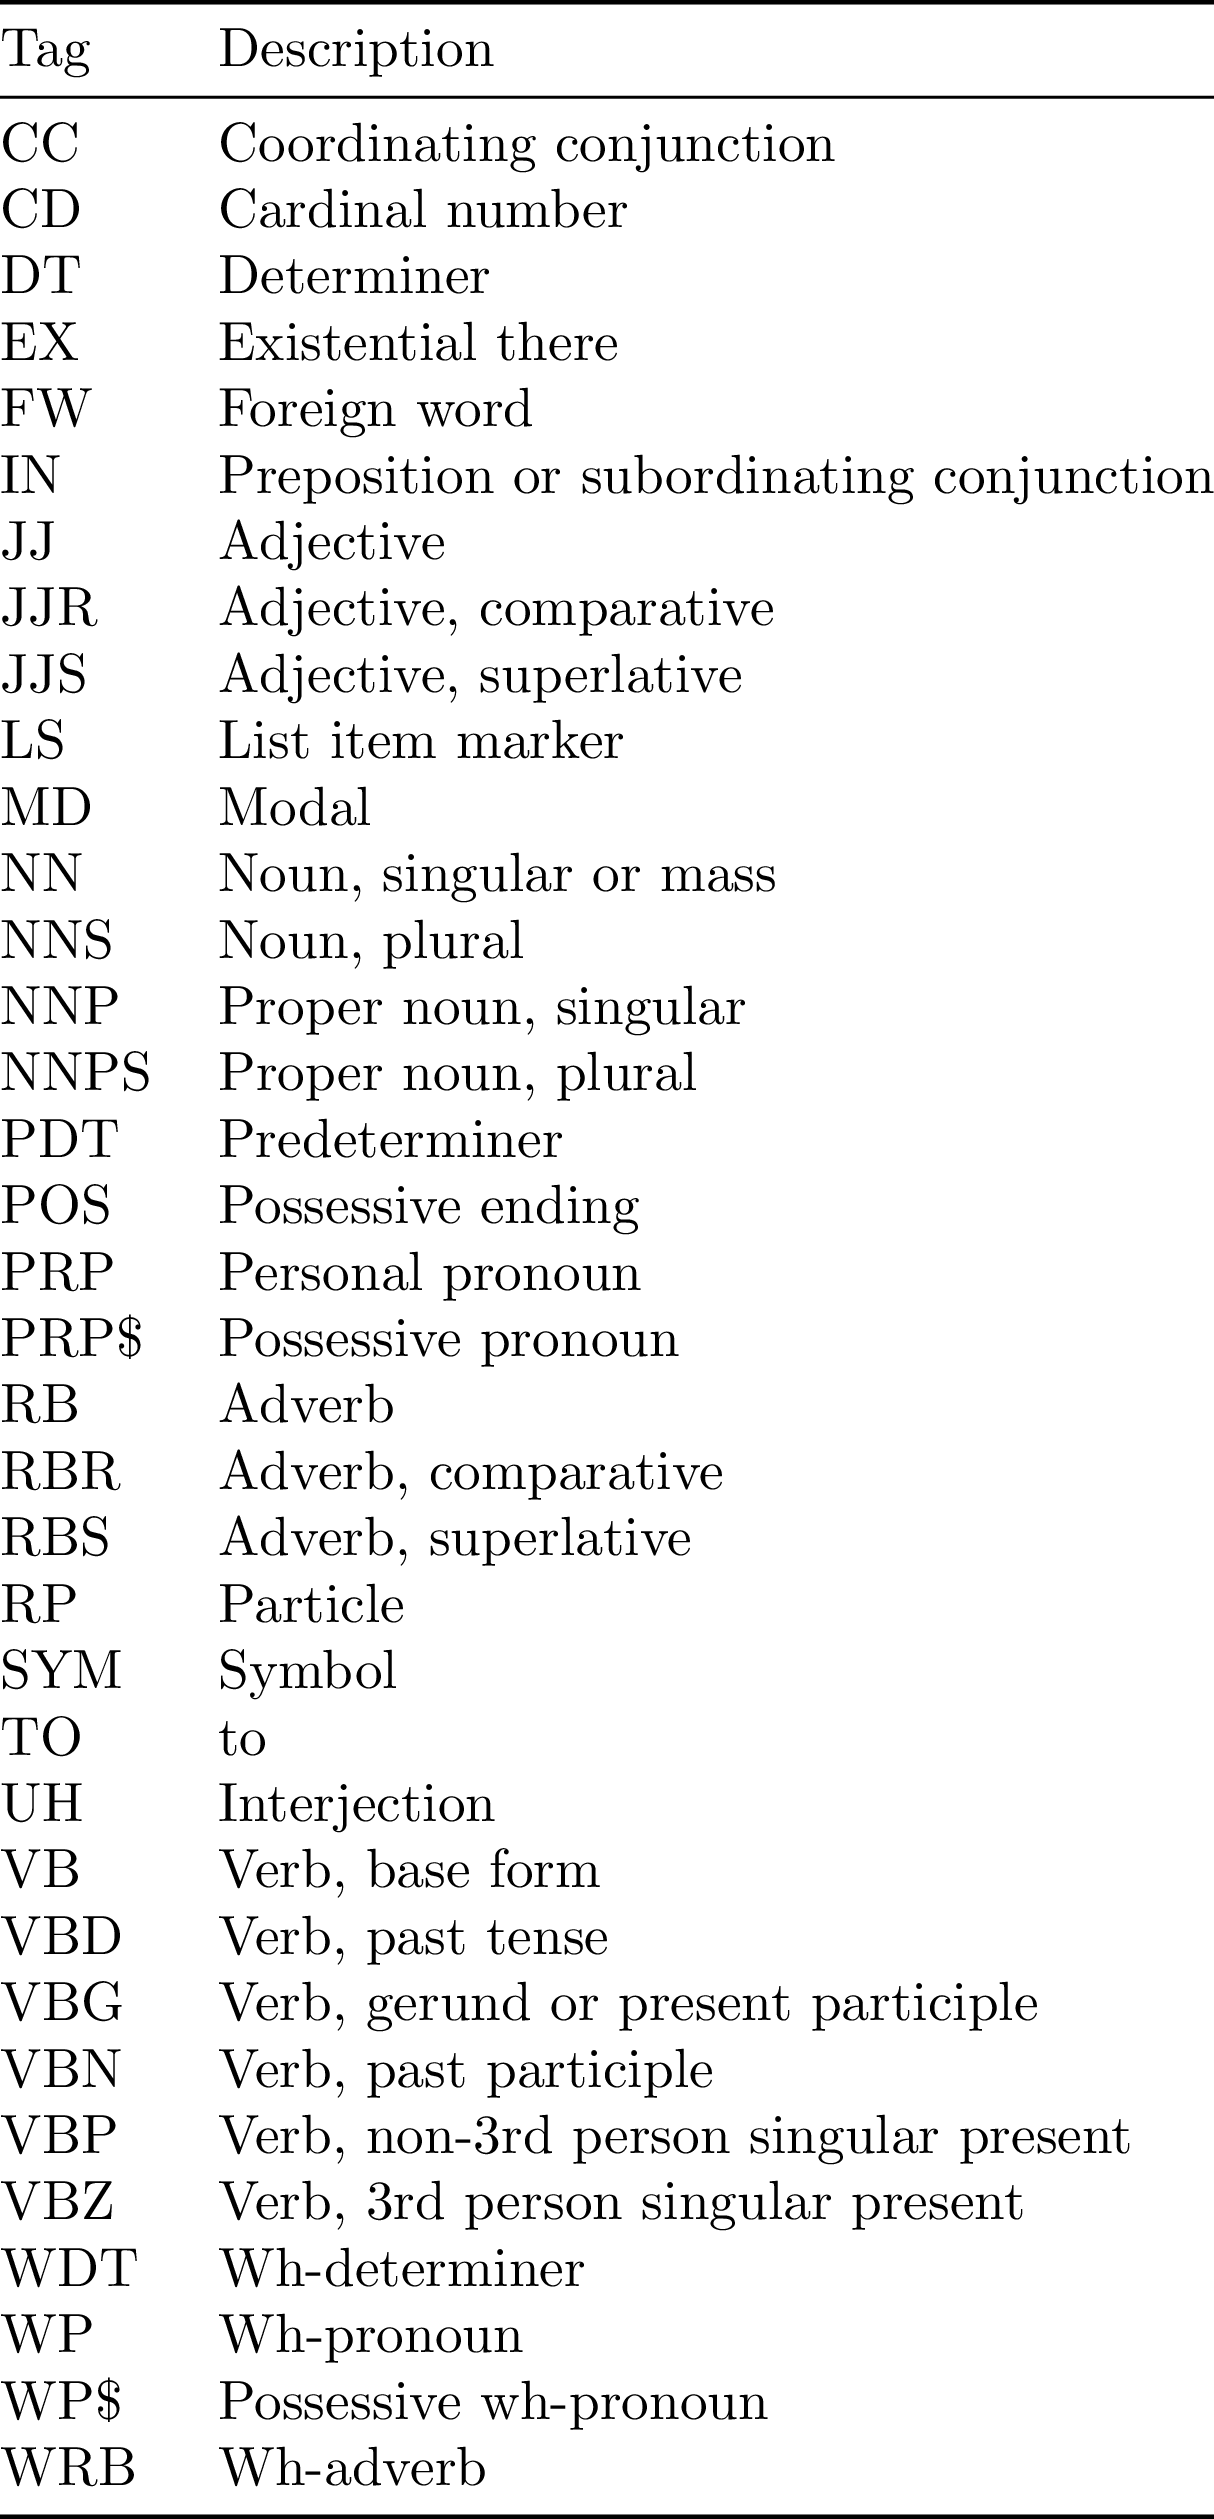 Tag Description
CC Coordinating conjunction
CD Cardinal number
DT Determiner
EX Existential there
FW Foreign word
IN Preposition or subordinating conjunction
JJ Adjective
JJR Adjective, comparative
JJS Adjective, superlative
LS List item marker
MD Modal
NN Noun, singular or mass
NNS Noun, plural
NNP Proper noun, singular
NNPS Proper noun, plural
PDT Predeterminer
POS Possessive ending
PRP Personal pronoun
PRP$ Possessive pronoun
RB Adverb
RBR Adverb, comparative
RBS Adverb, superlative
RP Particle
SYM Symbol
TO to
UH Interjection
VB Verb, base form
VBD Verb, past tense
VBG Verb, gerund or present participle
VBN Verb, past participle
VBP Verb, non-3rd person singular present
VBZ Verb, 3rd person singular present
WDT Wh-determiner
WP Wh-pronoun
WP$ Possessive wh-pronoun
WRB Wh-adverb